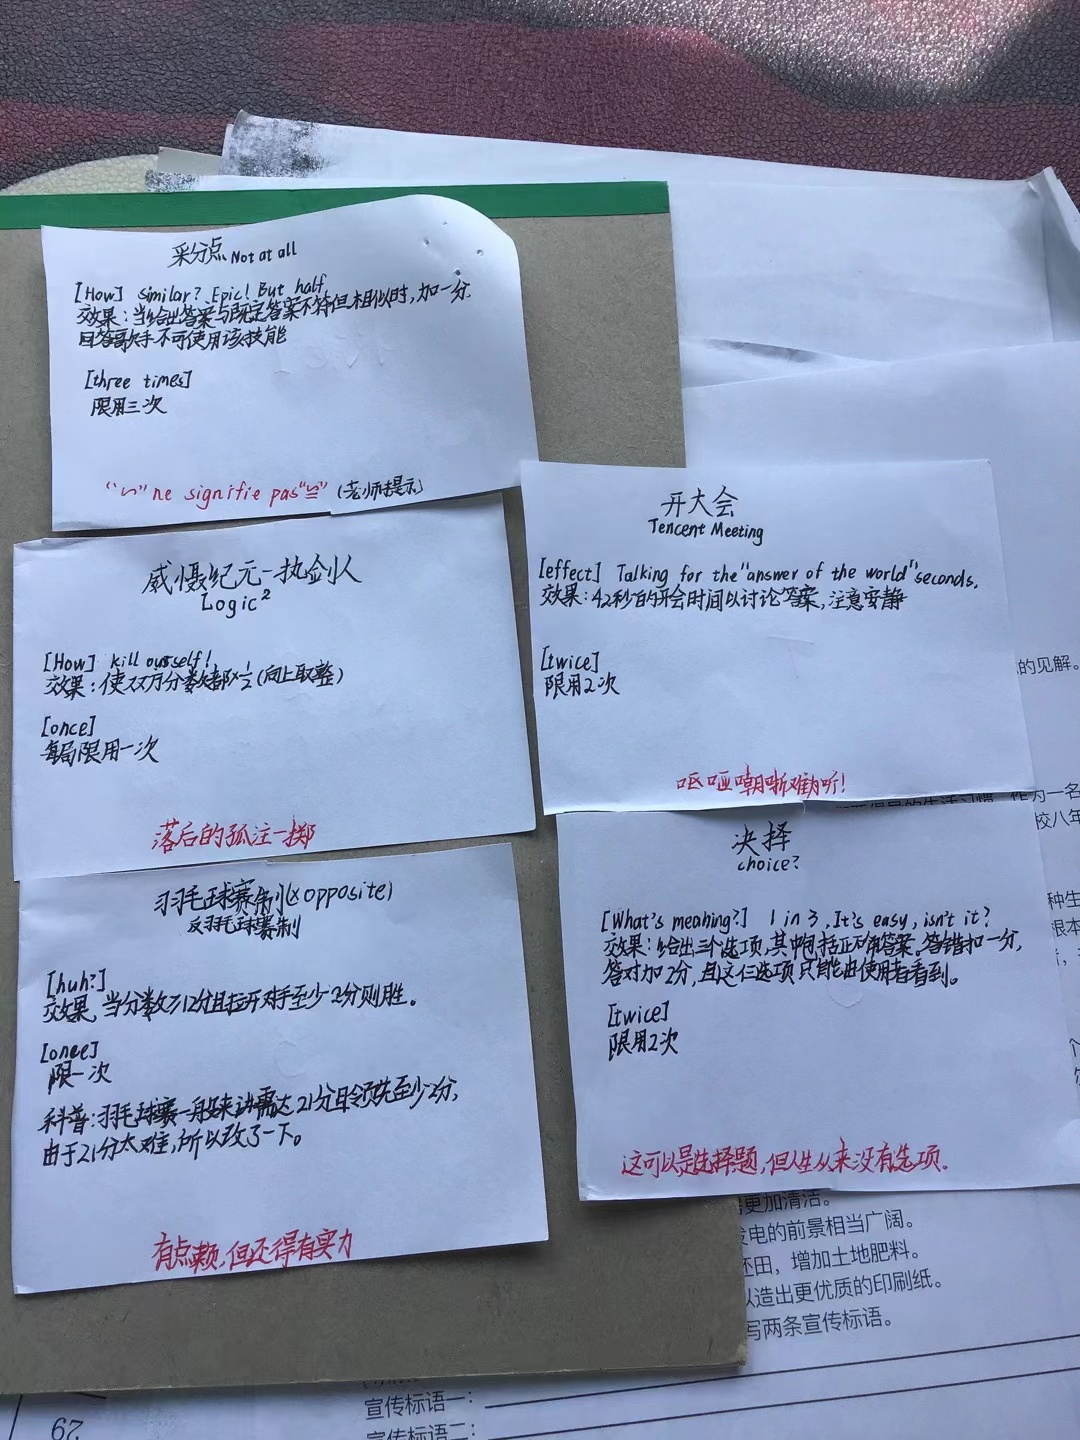 采分点 Not at all
[How] similar? Epic! But half
效果：当给出答案与既定答案不符但相似时，加一分.
且答歌手不可使用该技能
[three times]
限用三次
"∽" ne signifie pas "≌" (老师提示)
威慑纪元-执剑人
Logic²
[How] kill ourself!
效果：使双方分数都×½(向上取整)
[once]
每局限用一次
落后的孤注一掷
羽毛球赛制(×opposite)
反羽毛球赛制
[huh?]
效果，当分数≥12分且拉开对手至少2分则胜。
[once]
限一次
科普：羽毛球赛一般来讲需达21分且领先至少2分，
由于21分太难，所以改了一下。
有点赖，但还得有实力
开大会
Tencent Meeting
[effect] Talking for the "answer of the world" seconds.
效果：42秒的开会时间以讨论答案，注意安静
[twice]
限用2次
呕哑嘲哳难为听！
决择
choice?
[What's meaning?] 1 in 3, It's easy, isn't it?
效果：给出三个选项，其中包括正确答案。答错扣一分，
答对加2分，且这仨选项只能由使用者看到。
[twice]
限用2次
这可以是选择题，但人生从来没有选项。
的见解。
作为一名
校八年
种生
根本
更加清洁。
发电的前景相当广阔。
还田，增加土地肥料。
以造出更优质的印刷纸。
写两条宣传标语。
宣传标语一：
宣传标语二：
29